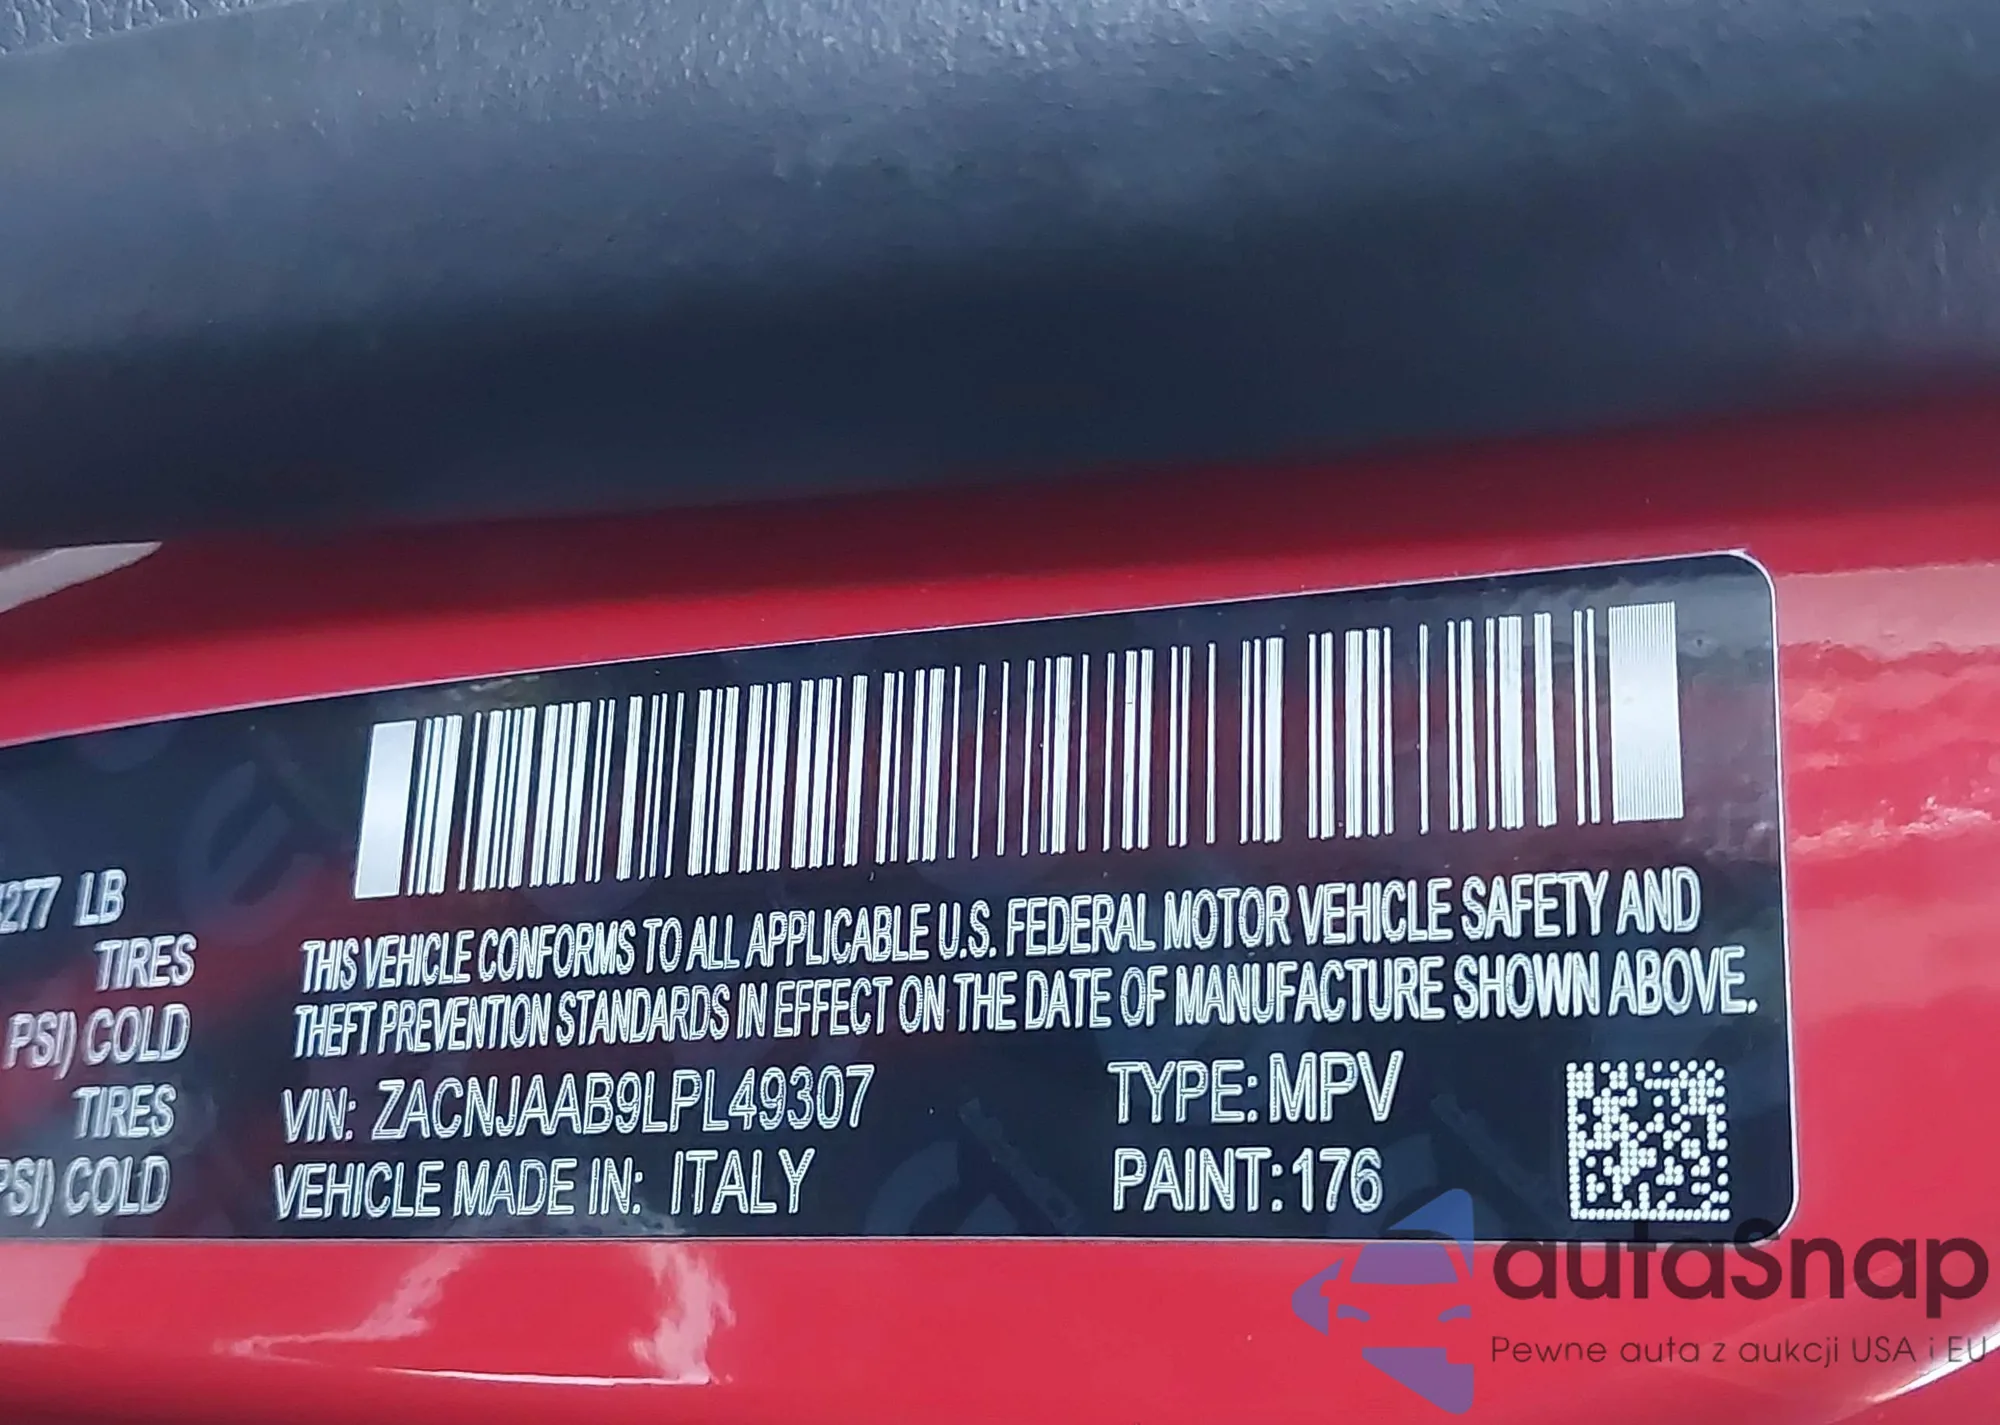 277 LB
TIRES
PSI) COLD
TIRES
PSI) COLD
THIS VEHICLE CONFORMS TO ALL APPLICABLE U.S. FEDERAL MOTOR VEHICLE SAFETY AND
THEFT PREVENTION STANDARDS IN EFFECT ON THE DATE OF MANUFACTURE SHOWN ABOVE.
VIN: ZACNJAAB9LPL49307 TYPE: MPV
VEHICLE MADE IN: ITALY PAINT: 176
autaSnap
Pewne auta z aukcji USA i EU